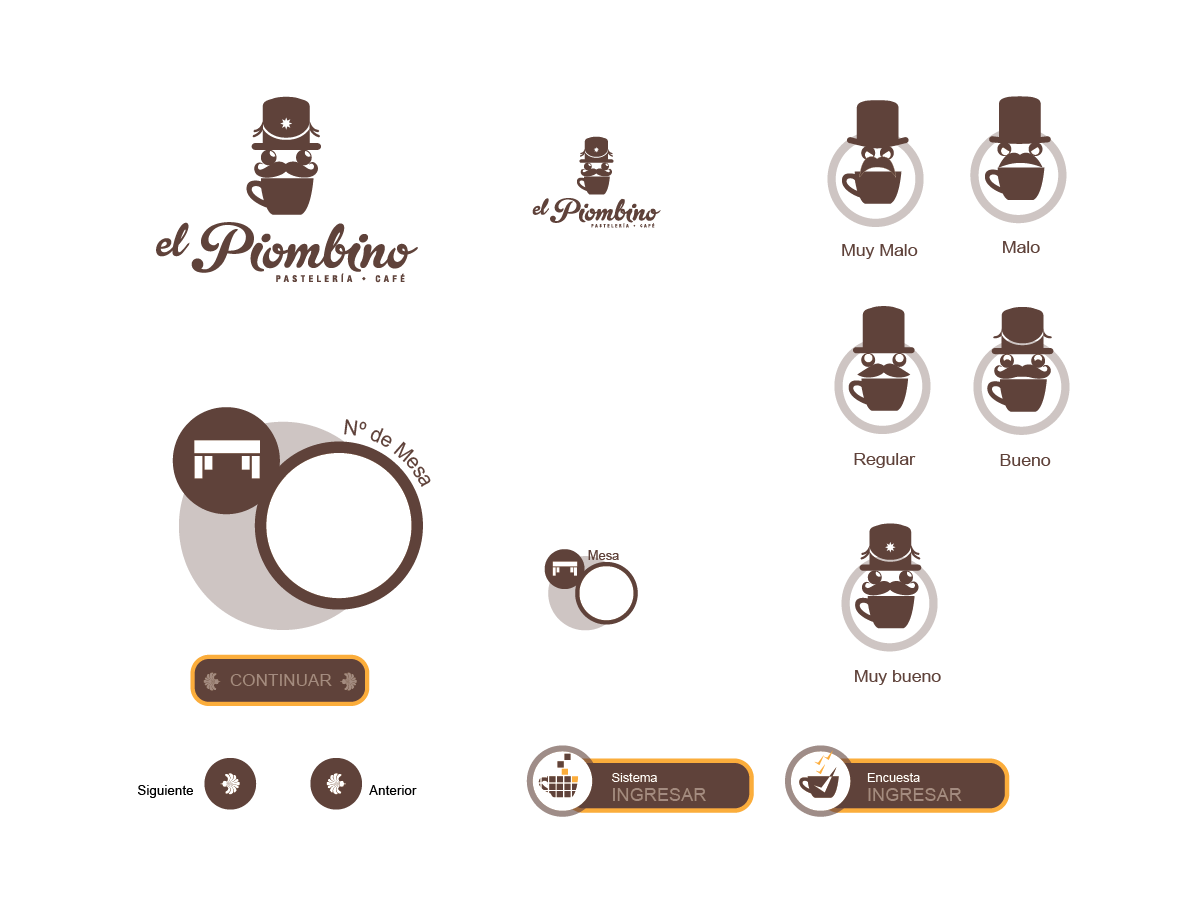 el Piombino
PASTELERÍA • CAFÉ
el Piombino
PASTELERÍA • CAFÉ
Muy Malo
Malo
Regular
Bueno
Nº de Mesa
Mesa
Muy bueno
CONTINUAR
Siguiente
Anterior
Sistema
INGRESAR
Encuesta
INGRESAR